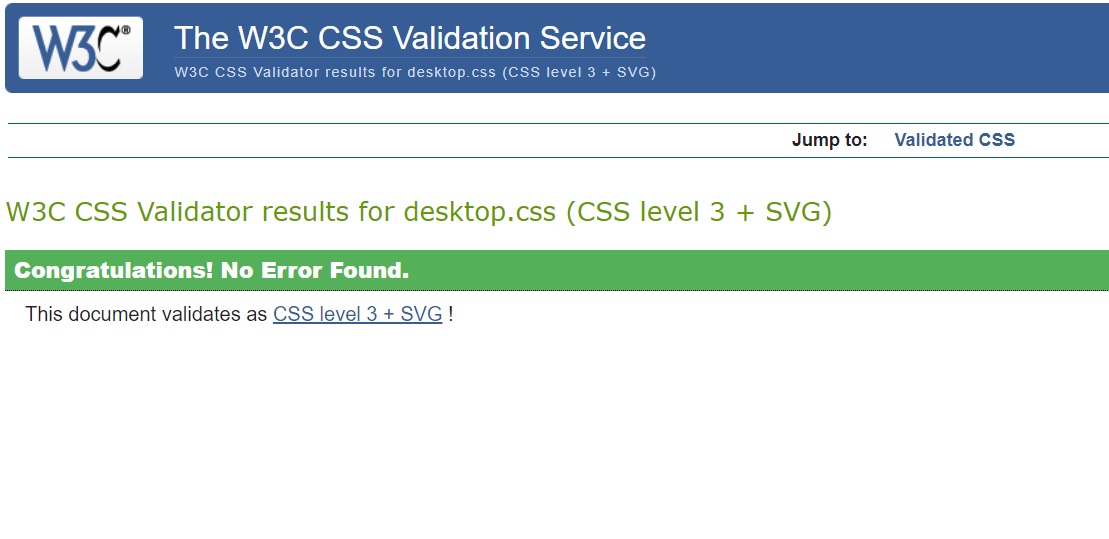 W3C®
The W3C CSS Validation Service
W3C CSS Validator results for desktop.css (CSS level 3 + SVG)
Jump to: Validated CSS
W3C CSS Validator results for desktop.css (CSS level 3 + SVG)
Congratulations! No Error Found.
This document validates as CSS level 3 + SVG !